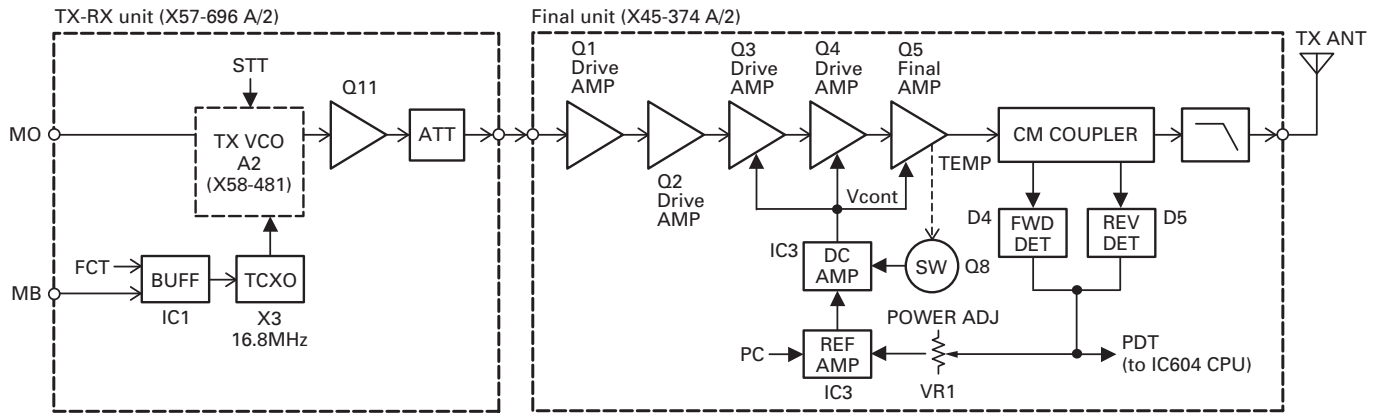 TX-RX unit (X57-696 A/2)
STT
Q11
MO
TX VCO
A2
(X58-481)
ATT
FCT
MB
BUFF
IC1
TCXO
X3
16.8MHz
Final unit (X45-374 A/2)
TX ANT
Q1
Drive
AMP
Q2
Drive
AMP
Q3
Drive
AMP
Q4
Drive
AMP
Q5
Final
AMP
CM COUPLER
TEMP
Vcont
IC3
DC
AMP
SW
Q8
D4
FWD
DET
REV
DET
D5
POWER ADJ
PC
REF
AMP
IC3
VR1
PDT
(to IC604 CPU)